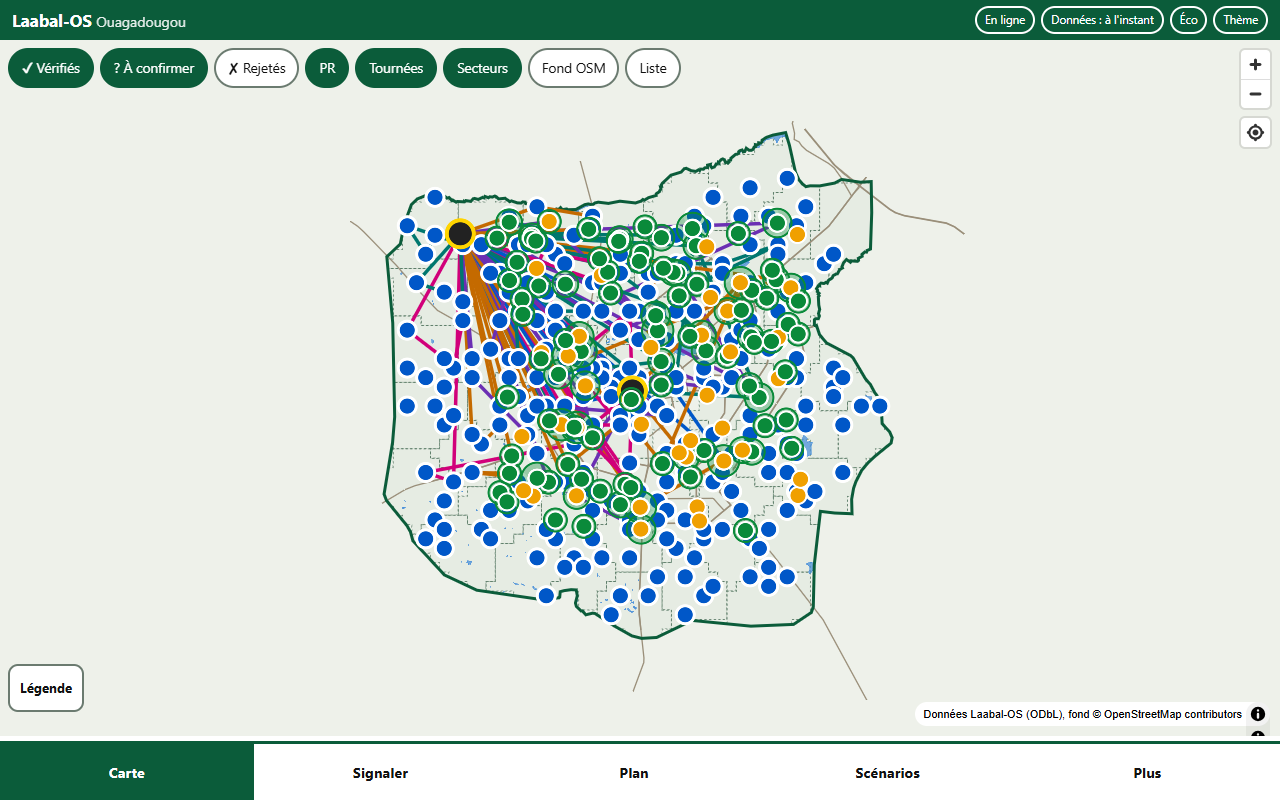 Laabal-OS Ouagadougou
En ligne
Données : à l'instant
Éco
Thème
✓ Vérifiés
? À confirmer
✗ Rejetés
PR
Tournées
Secteurs
Fond OSM
Liste
Légende
Données Laabal-OS (ODbL), fond © OpenStreetMap contributors
Carte
Signaler
Plan
Scénarios
Plus